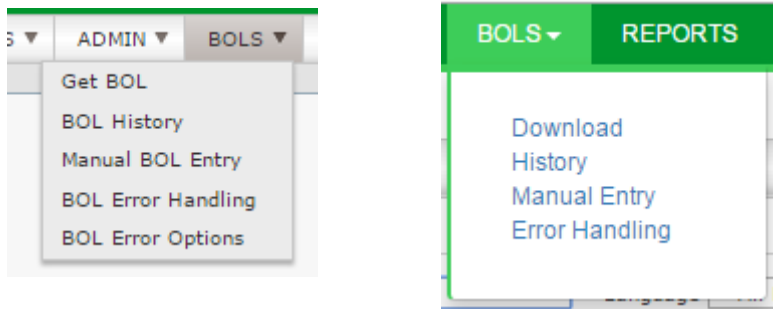 ADMIN ▼ BOLS ▼
Get BOL
BOL History
Manual BOL Entry
BOL Error Handling
BOL Error Options
BOLS REPORTS
Download
History
Manual Entry
Error Handling